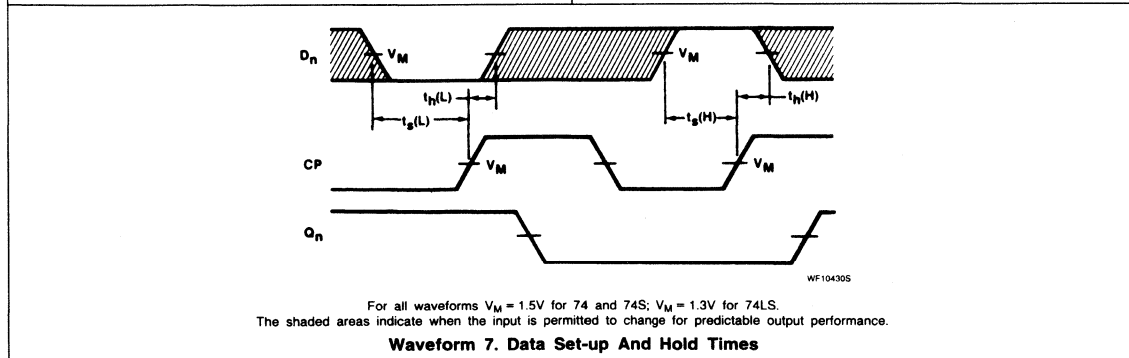 Dn
VM
VM
th(L)
th(H)
ts(L)
ts(H)
CP
VM
VM
Qn
WF10430S
For all waveforms VM = 1.5V for 74 and 74S; VM = 1.3V for 74LS.
The shaded areas indicate when the input is permitted to change for predictable output performance.
Waveform 7. Data Set-up And Hold Times